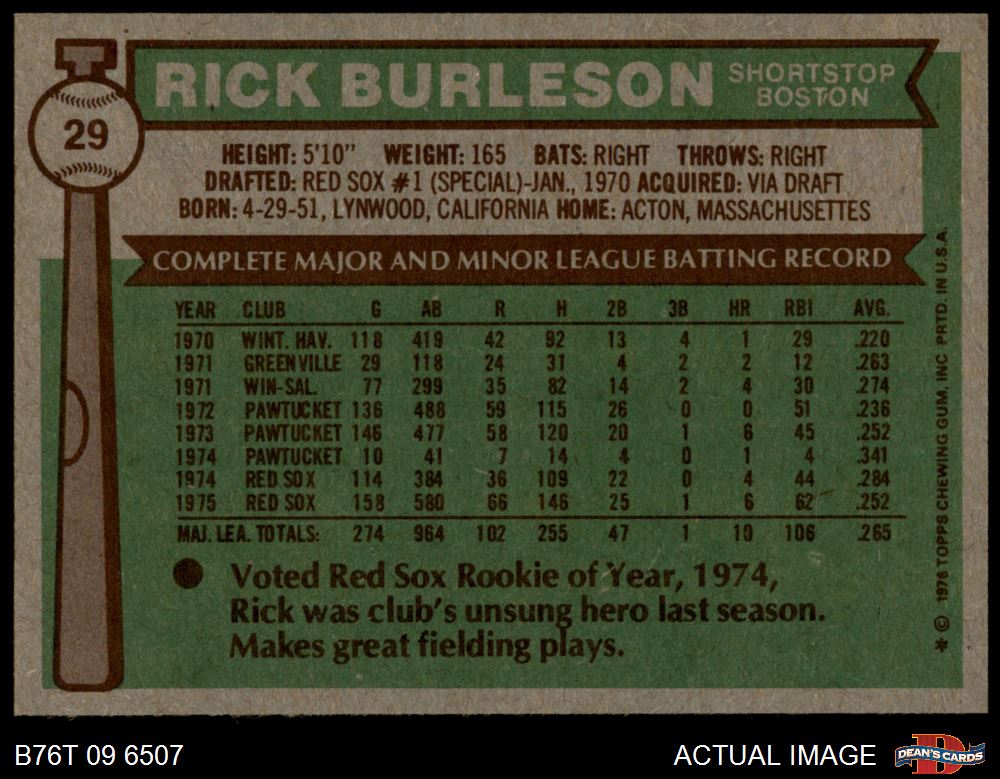 RICK BURLESON
SHORTSTOP
BOSTON
29
HEIGHT: 5'10" WEIGHT: 165 BATS: RIGHT THROWS: RIGHT
DRAFTED: RED SOX #1 (SPECIAL)-JAN., 1970 ACQUIRED: VIA DRAFT
BORN: 4-29-51, LYNWOOD, CALIFORNIA HOME: ACTON, MASSACHUSETTES
COMPLETE MAJOR AND MINOR LEAGUE BATTING RECORD
YEAR CLUB G AB R H 2B 3B HR RBI AVG.
1970 WINT. HAV. 118 419 42 92 13 4 1 29 .220
1971 GREENVILLE 29 118 24 31 4 2 2 12 .263
1971 WIN-SAL. 77 299 35 82 14 2 4 30 .274
1972 PAWTUCKET 136 488 59 115 26 0 0 51 .236
1973 PAWTUCKET 146 477 58 120 20 1 6 45 .252
1974 PAWTUCKET 10 41 7 14 4 0 1 4 .341
1974 RED SOX 114 384 36 109 22 0 4 44 .284
1975 RED SOX 158 580 66 146 25 1 6 62 .252
MAJ. LEA. TOTALS: 274 964 102 255 47 1 10 106 .265
Voted Red Sox Rookie of Year, 1974,
Rick was club's unsung hero last season.
Makes great fielding plays.
* © 1976 TOPPS CHEWING GUM, INC PRTD. IN U.S.A.
B76T 09 6507
ACTUAL IMAGE
DEAN'S CARDS